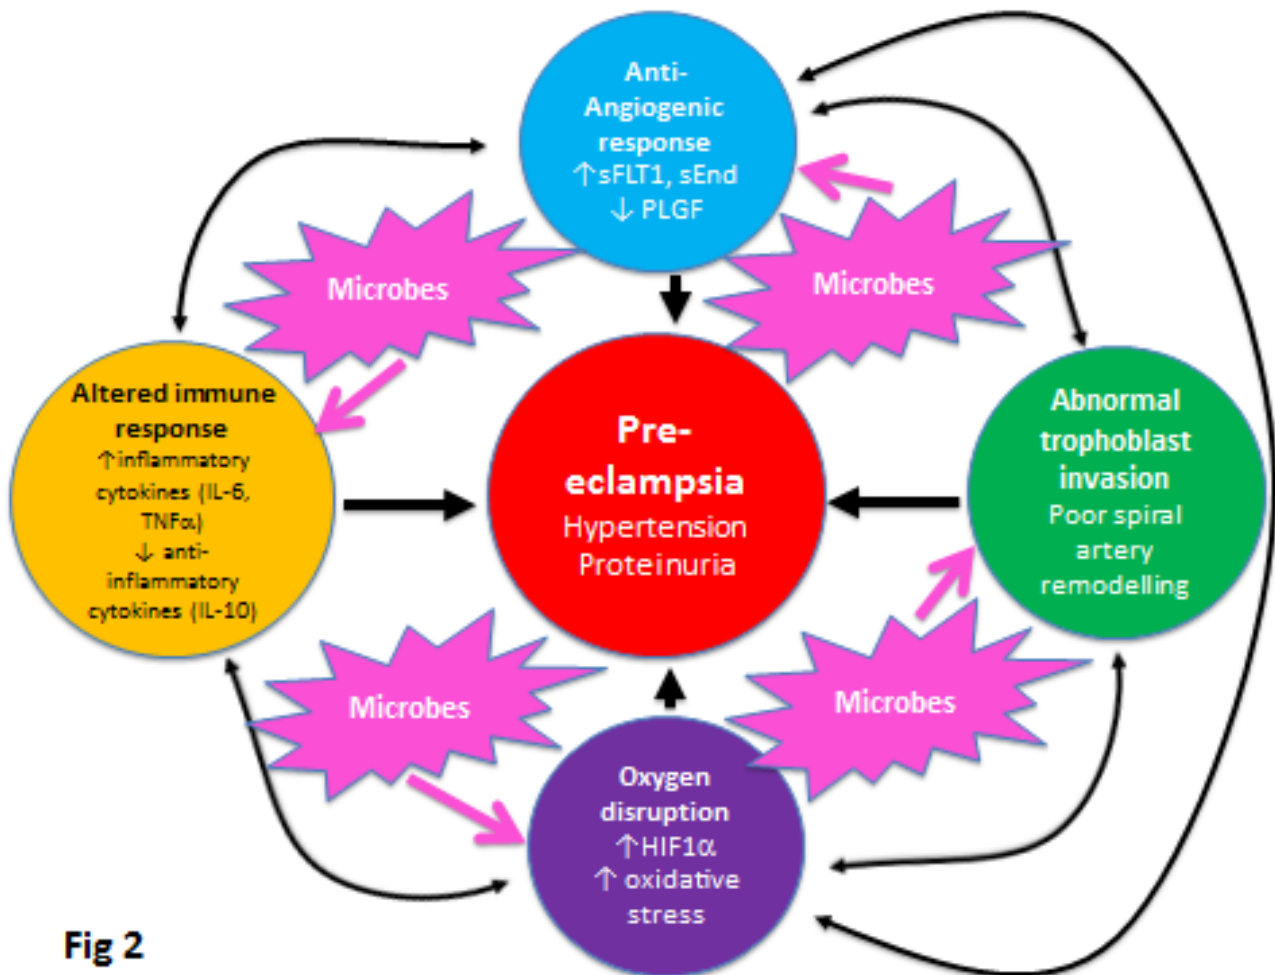 Anti-
Angiogenic
response
↑sFLT1, sEnd
↓ PLGF
Microbes
Microbes
Altered immune
response
↑inflammatory
cytokines (IL-6,
TNFα)
↓ anti-
inflammatory
cytokines (IL-10)
Pre-
eclampsia
Hypertension
Proteinuria
Abnormal
trophoblast
invasion
Poor spiral
artery
remodelling
Microbes
Microbes
Oxygen
disruption
↑HIF1α
↑ oxidative
stress
Fig 2